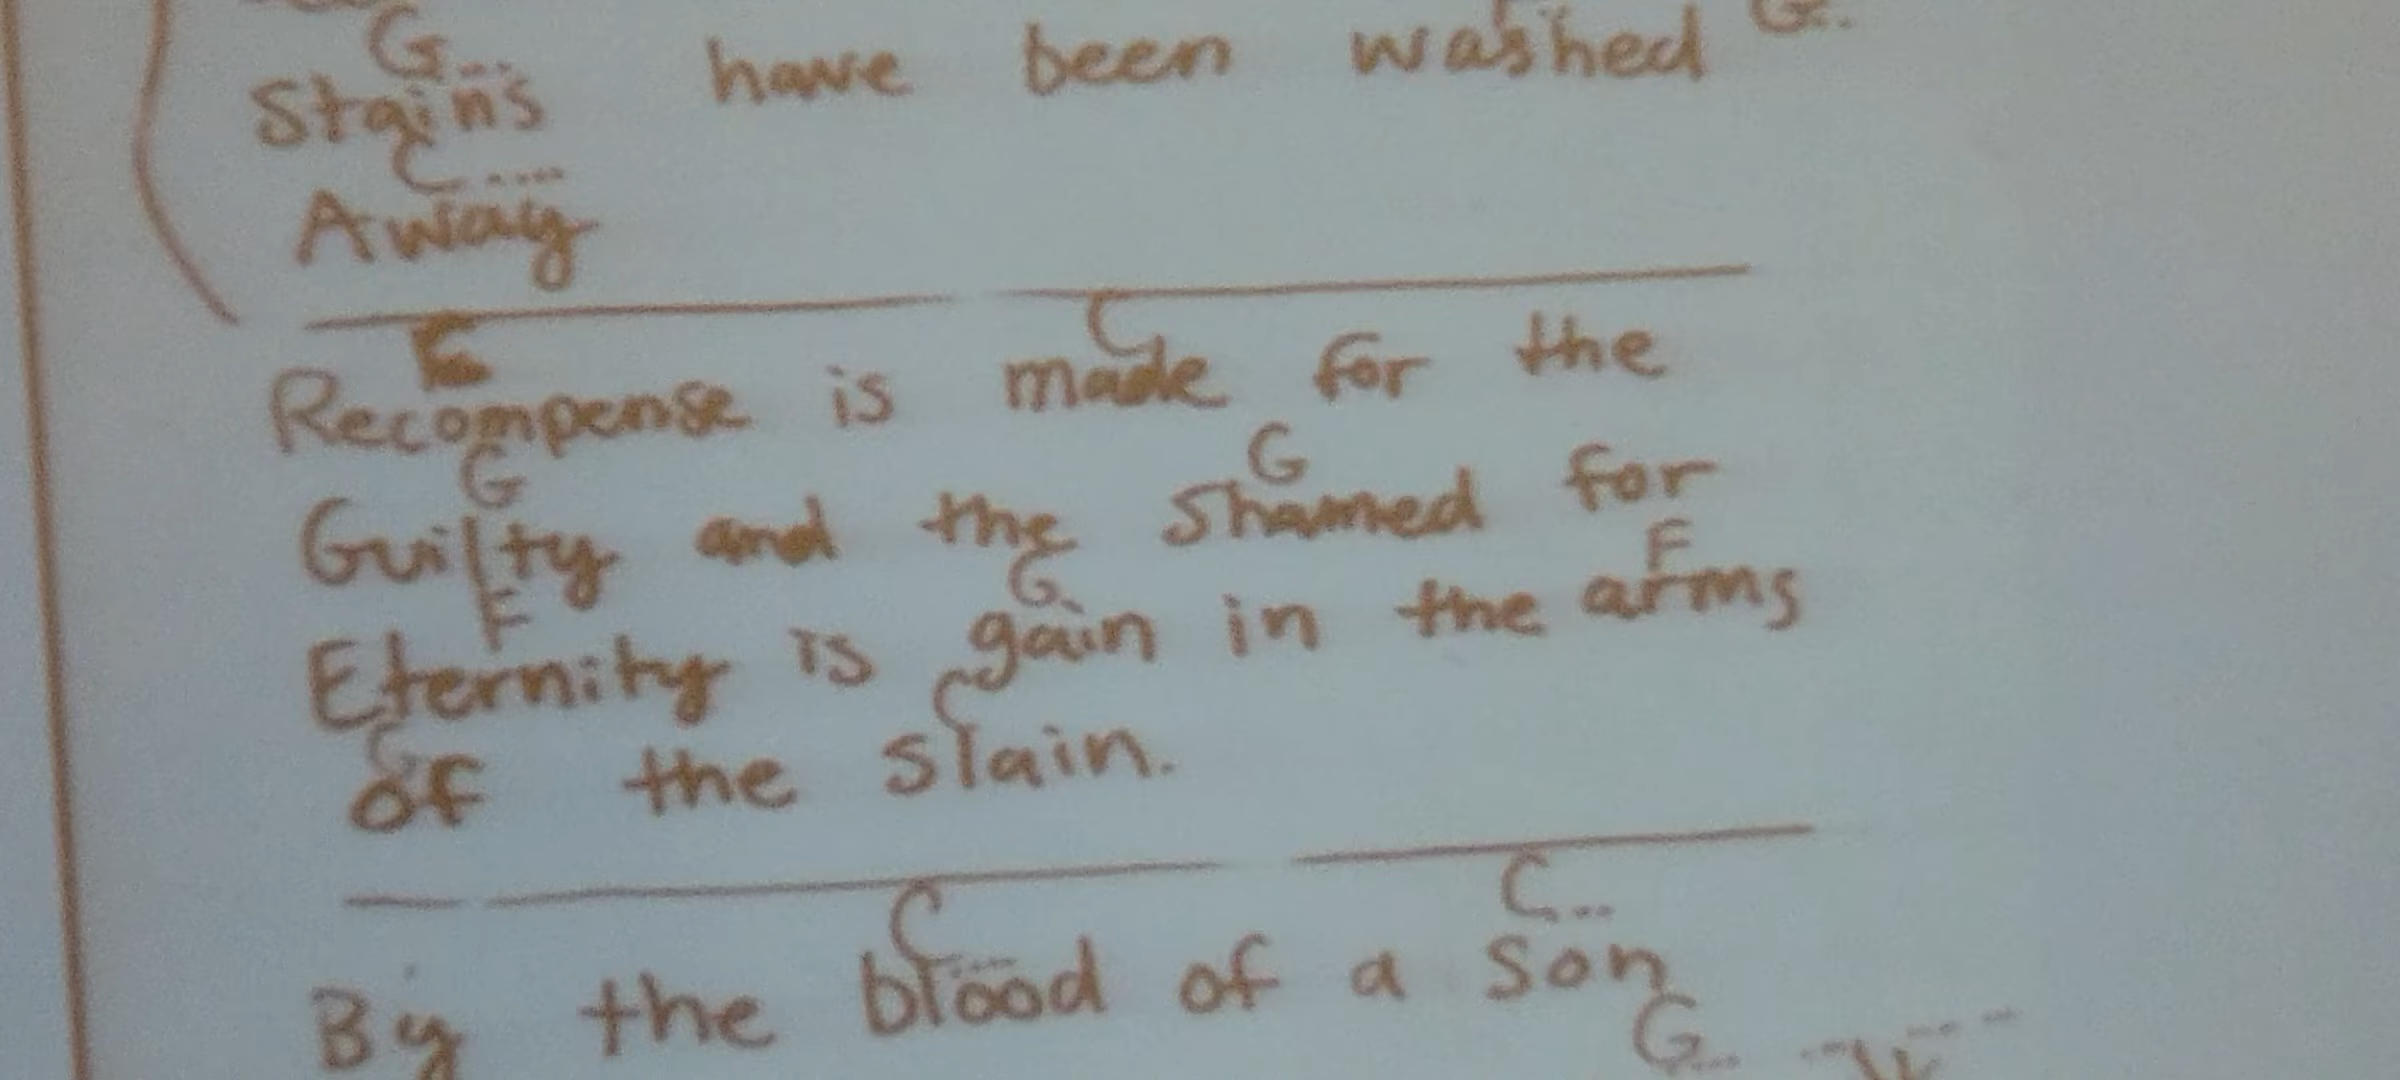 G... G...
Stains have been washed
C....
Away
C
Recompense is made for the
G G
Guilty and the Shamed for
F G F
Eternity is gain in the arms
C C
of the slain.
C... C...
By the blood of a Son
G...